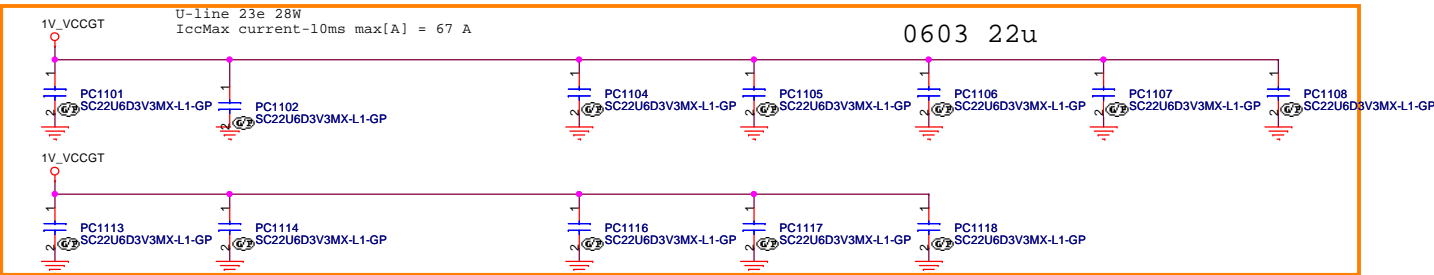 U-line 23e 28W
1V_VCCGT
IccMax current-10ms max[A] = 67 A
0603 22u
1
PC1101
SC22U6D3V3MX-L1-GP
2
G/P
1
PC1102
SC22U6D3V3MX-L1-GP
2
G/P
1
PC1104
SC22U6D3V3MX-L1-GP
2
G/P
1
PC1105
SC22U6D3V3MX-L1-GP
2
G/P
1
PC1106
SC22U6D3V3MX-L1-GP
2
G/P
1
PC1107
SC22U6D3V3MX-L1-GP
2
G/P
1
PC1108
SC22U6D3V3MX-L1-GP
2
G/P
1V_VCCGT
1
PC1113
SC22U6D3V3MX-L1-GP
2
G/P
1
PC1114
SC22U6D3V3MX-L1-GP
2
G/P
1
PC1116
SC22U6D3V3MX-L1-GP
2
G/P
1
PC1117
SC22U6D3V3MX-L1-GP
2
G/P
1
PC1118
SC22U6D3V3MX-L1-GP
2
G/P